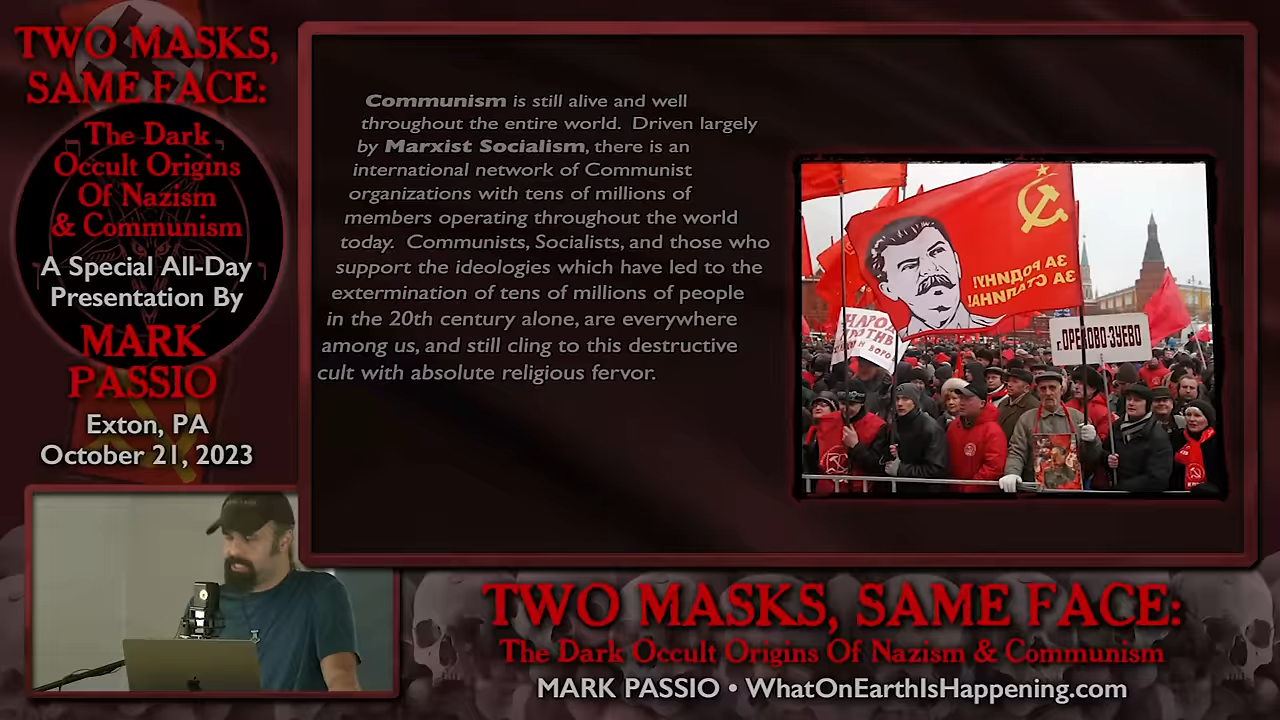 TWO MASKS,
SAME FACE:
The Dark
Occult Origins
Of Nazism
& Communism
A Special All-Day
Presentation By
MARK
PASSIO
Exton, PA
October 21, 2023
Communism is still alive and well
throughout the entire world. Driven largely
by Marxist Socialism, there is an
international network of Communist
organizations with tens of millions of
members operating throughout the world
today. Communists, Socialists, and those who
support the ideologies which have led to the
extermination of tens of millions of people
in the 20th century alone, are everywhere
among us, and still cling to this destructive
cult with absolute religious fervor.
ЗА РОДИНУ!
ЗА СТАЛИНА!
НАРОД
г. ОРЕХОВО-ЗУЕВО
TWO MASKS, SAME FACE:
The Dark Occult Origins Of Nazism & Communism
MARK PASSIO • WhatOnEarthIsHappening.com